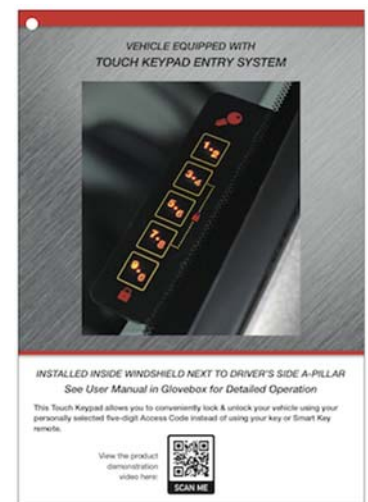 VEHICLE EQUIPPED WITH
TOUCH KEYPAD ENTRY SYSTEM
1•2
3•4
5•6
7•8
9•0
INSTALLED INSIDE WINDSHIELD NEXT TO DRIVER'S SIDE A-PILLAR
See User Manual in Glovebox for Detailed Operation
This Touch Keypad allows you to conveniently lock & unlock your vehicle using your
personally selected five-digit Access Code instead of using your key or Smart Key
remote.
View the product
demonstration
video here:
SCAN ME